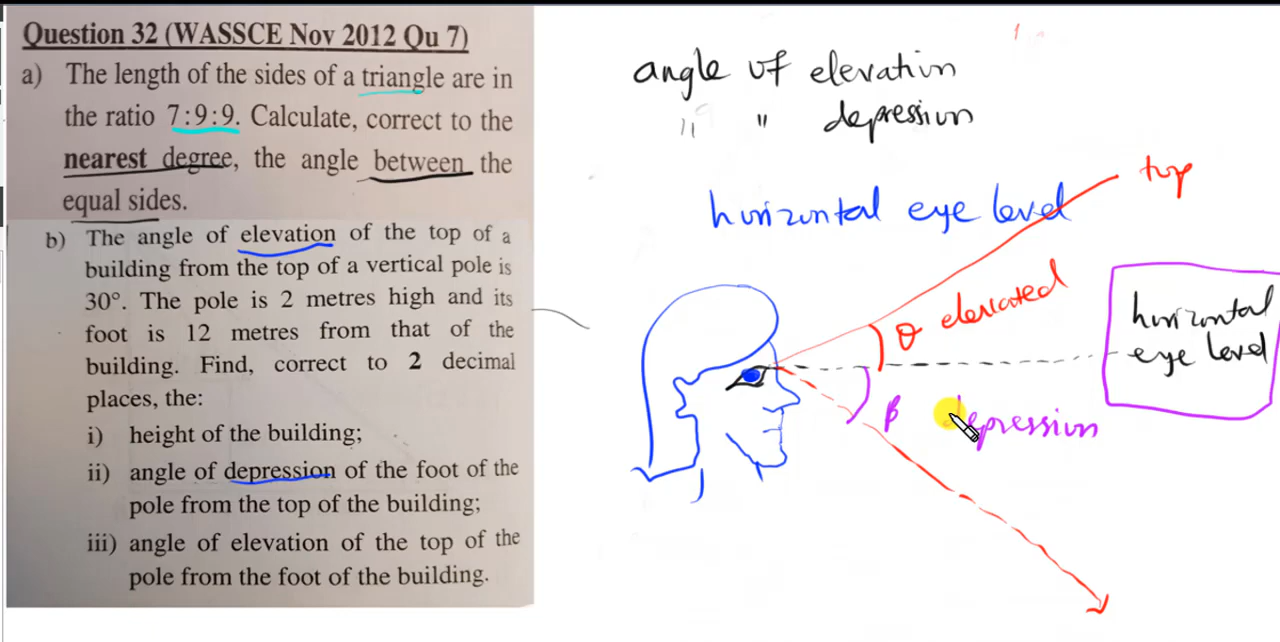 Question 32 (WASSCE Nov 2012 Qu 7)
a) The length of the sides of a triangle are in
the ratio 7:9:9. Calculate, correct to the
nearest degree, the angle between the
equal sides.
b) The angle of elevation of the top of a
building from the top of a vertical pole is
30°. The pole is 2 metres high and its
foot is 12 metres from that of the
building. Find, correct to 2 decimal
places, the:
i) height of the building;
ii) angle of depression of the foot of the
pole from the top of the building;
iii) angle of elevation of the top of the
pole from the foot of the building.
angle of elevation
" " depression
horizontal eye level
top
θ elevated
horizontal
eye level
β depression